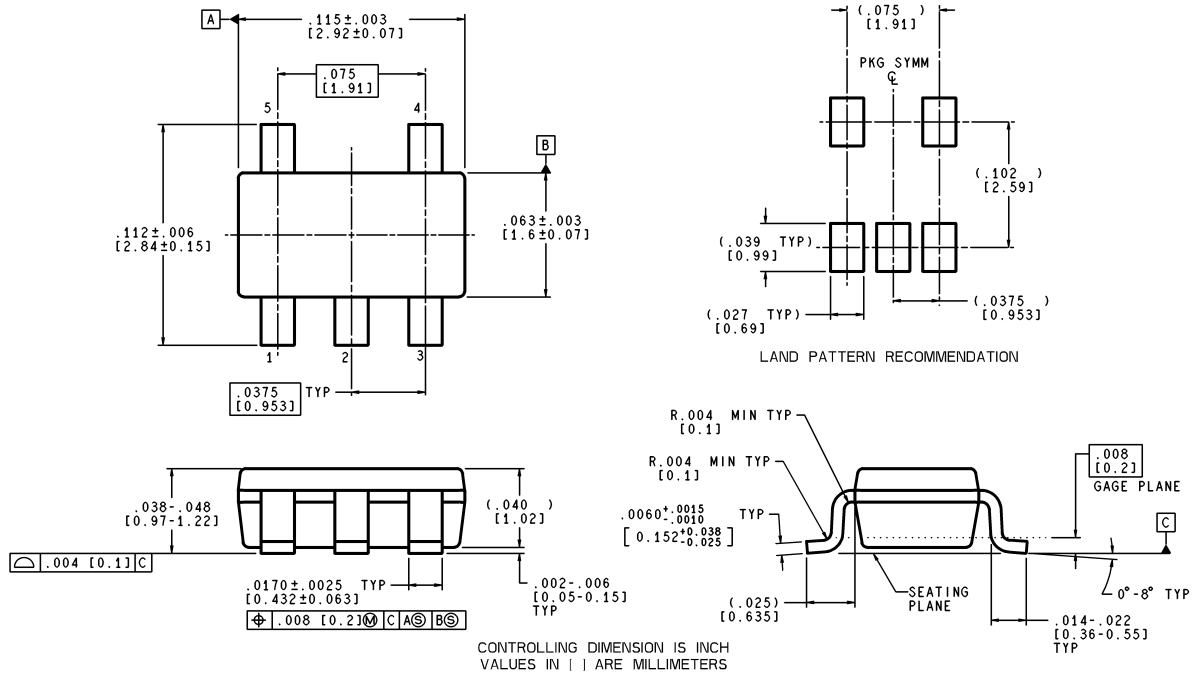 A
.115±.003
[2.92±0.07]
.075
[1.91]
5
4
B
.112±.006
[2.84±0.15]
.063±.003
[1.6±0.07]
1
2
3
.0375 TYP
[0.953]
(.075 )
[1.91]
PKG SYMM
℄
(.102 )
[2.59]
(.039 TYP)
[0.99]
(.027 TYP)
[0.69]
(.0375 )
[0.953]
LAND PATTERN RECOMMENDATION
.038-.048
[0.97-1.22]
(.040 )
[1.02]
⌓ .004 [0.1] C
.0170±.0025 TYP
[0.432±0.063]
⌖ .008 [0.2]Ⓜ C AⓈ BⓈ
.002-.006
[0.05-0.15]
TYP
R.004 MIN TYP
[0.1]
R.004 MIN TYP
[0.1]
.0060+.0015 -.0010 TYP
[0.152+0.038 -0.025]
.008
[0.2]
GAGE PLANE
C
0°-8° TYP
SEATING
PLANE
(.025)
[0.635]
.014-.022
[0.36-0.55]
TYP
CONTROLLING DIMENSION IS INCH
VALUES IN [ ] ARE MILLIMETERS